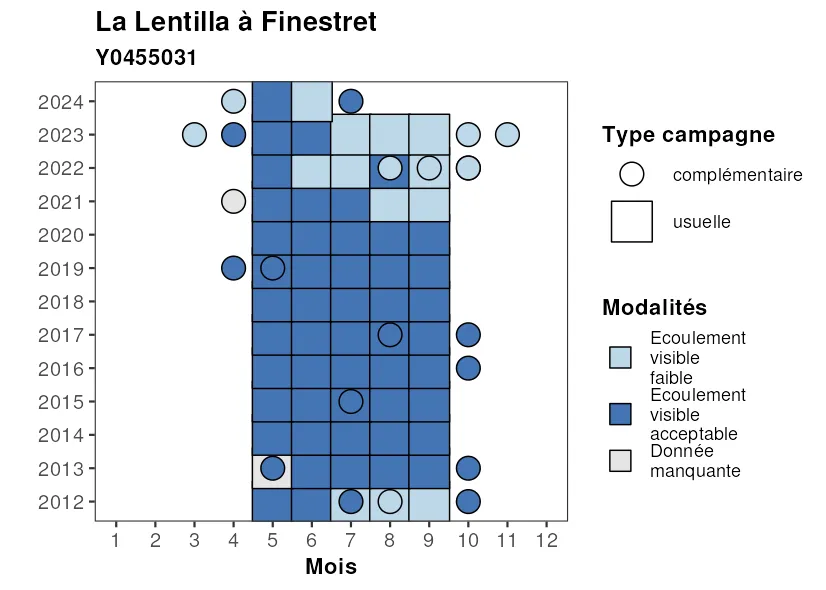 La Lentilla à Finestret
Y0455031
2024
2023
2022
2021
2020
2019
2018
2017
2016
2015
2014
2013
2012
1 2 3 4 5 6 7 8 9 10 11 12
Mois
Type campagne
complémentaire
usuelle
Modalités
Ecoulement
visible
faible
Ecoulement
visible
acceptable
Donnée
manquante